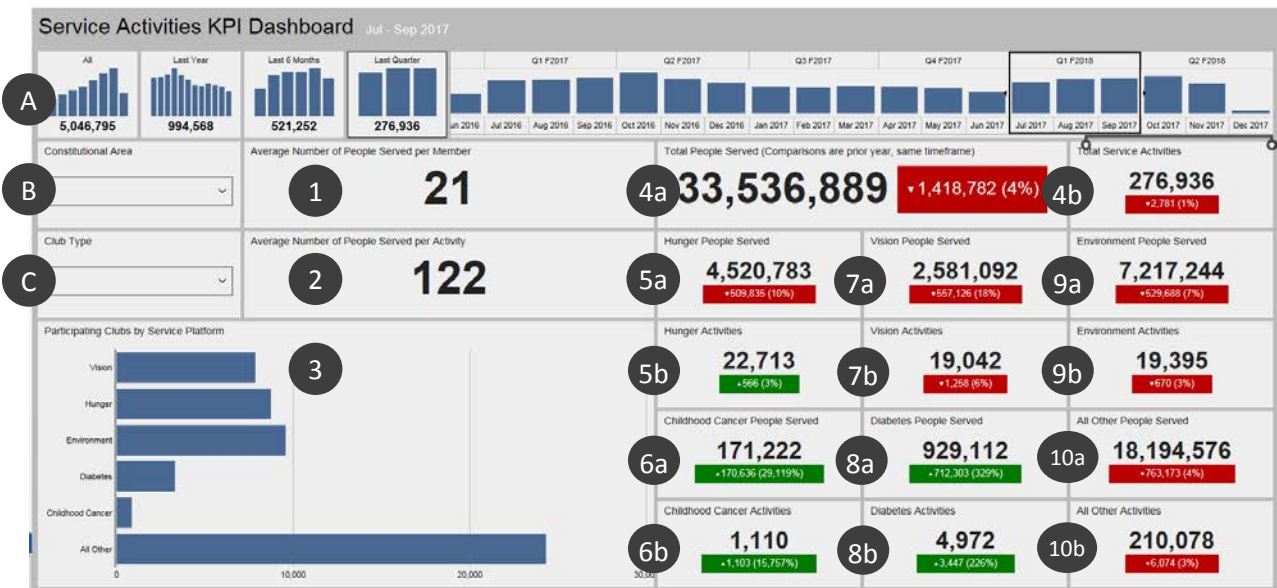 Service Activities KPI Dashboard Jul - Sep 2017
All Last Year Last 6 Months Last Quarter Q1 F2017 Q2 F2017 Q3 F2017 Q4 F2017 Q1 F2018 Q2 F2018
A
5,046,795 994,568 521,252 276,936 un 2016 Jul 2016 Aug 2016 Sep 2016 Oct 2016 Nov 2016 Dec 2016 Jan 2017 Feb 2017 Mar 2017 Apr 2017 May 2017 Jun 2017 Jul 2017 Aug 2017 Sep 2017 Oct 2017 Nov 2017 Dec 2017
Constitutional Area Average Number of People Served per Member Total People Served (Comparisons are prior year, same timeframe) Total Service Activities
B 1 21 4a 33,536,889 ▾1,418,782 (4%) 4b 276,936
▾2,781 (1%)
Club Type Average Number of People Served per Activity Hunger People Served Vision People Served Environment People Served
C 2 122 5a 4,520,783 7a 2,581,092 9a 7,217,244
▾509,835 (10%) ▾557,126 (18%) ▾529,688 (7%)
Participating Clubs by Service Platform Hunger Activities Vision Activities Environment Activities
Vision 3 5b 22,713 7b 19,042 9b 19,395
▴566 (3%) ▾1,258 (6%) ▾670 (3%)
Hunger
Environment Childhood Cancer People Served Diabetes People Served All Other People Served
6a 171,222 8a 929,112 10a 18,194,576
Diabetes ▴170,636 (29,119%) ▴712,303 (329%) ▾763,173 (4%)
Childhood Cancer Childhood Cancer Activities Diabetes Activities All Other Activities
All Other 6b 1,110 8b 4,972 10b 210,078
▴1,103 (15,757%) ▴3,447 (226%) ▾6,074 (3%)
0 10,000 20,000 30,00